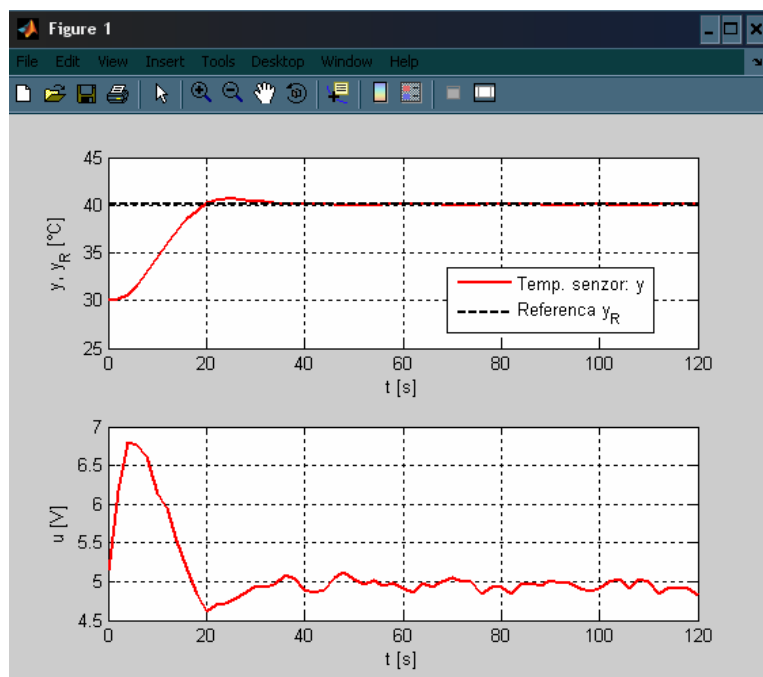 Figure 1
File Edit View Insert Tools Desktop Window Help
45
40
35
30
25
y, y_R [°C]
Temp. senzor: y
Referenca y_R
0 20 40 60 80 100 120
t [s]
7
6.5
6
5.5
5
4.5
u [V]
0 20 40 60 80 100 120
t [s]